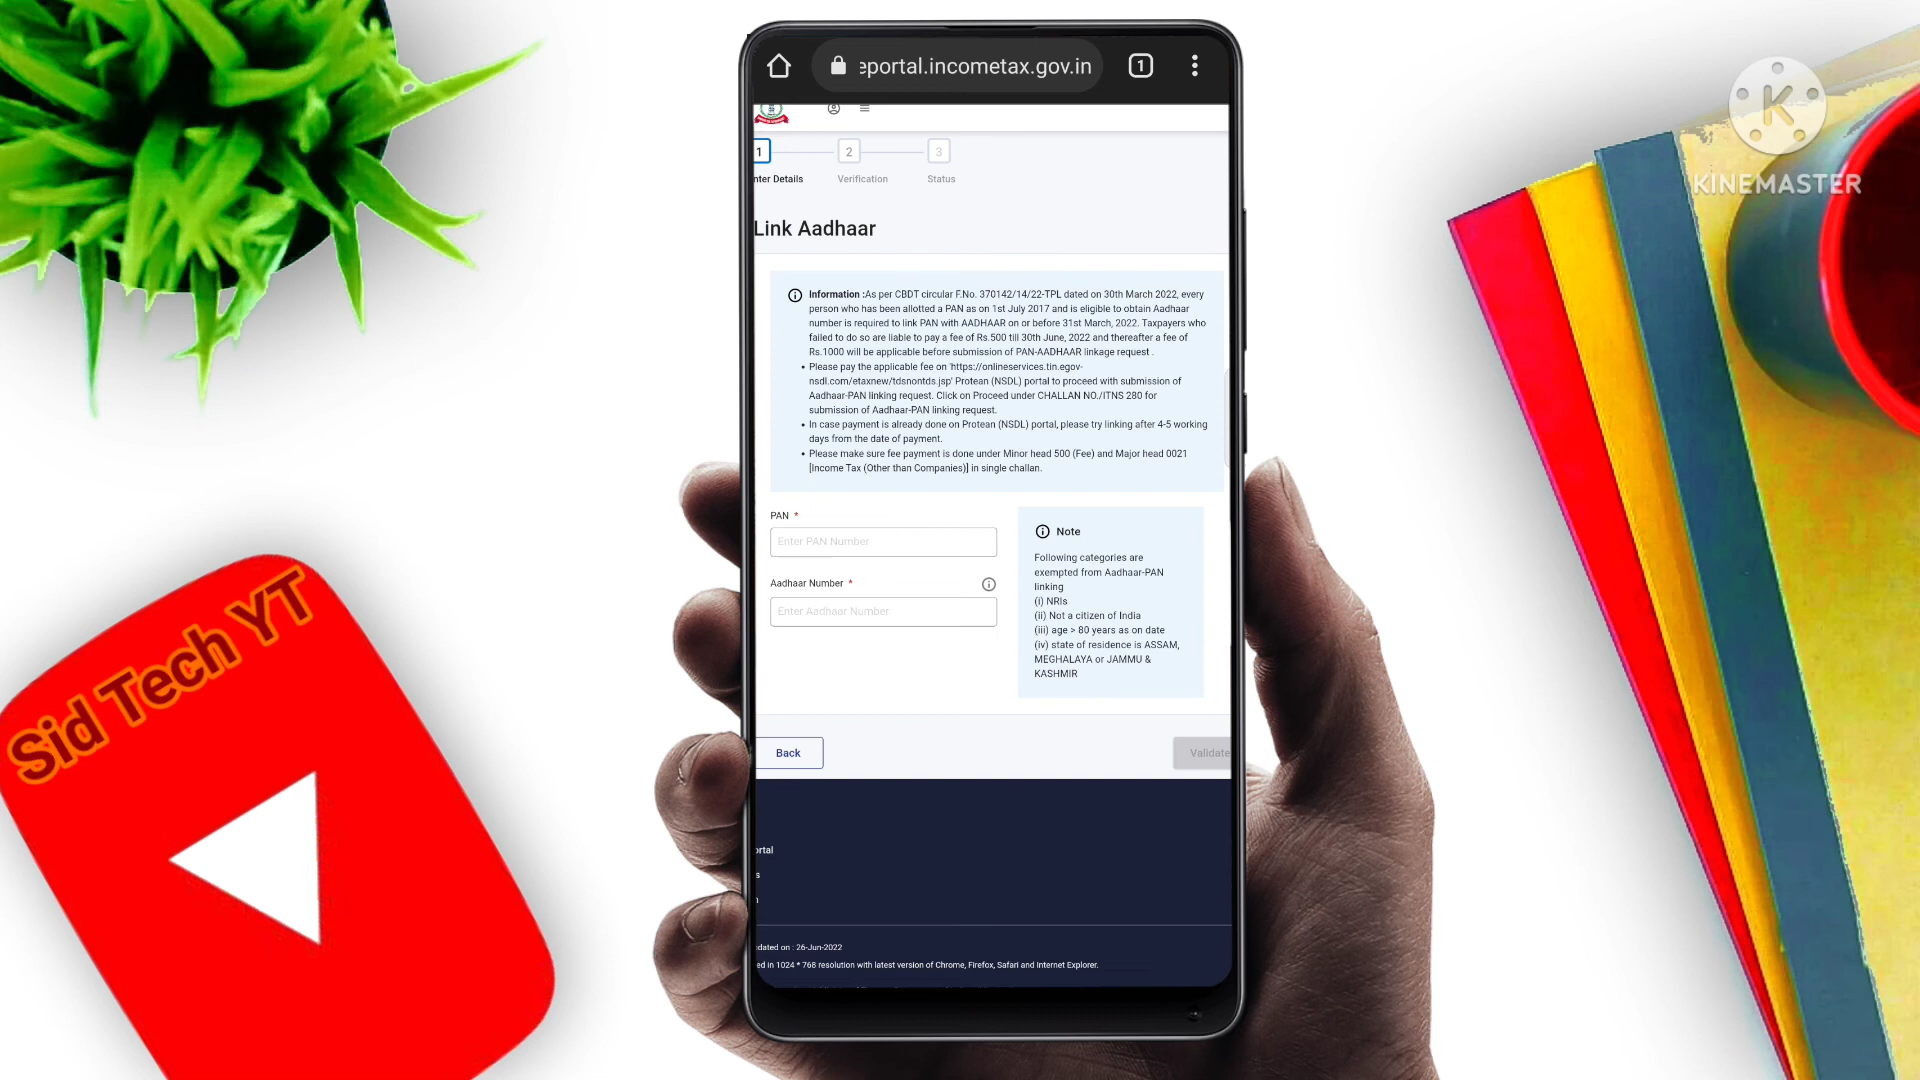 eportal.incometax.gov.in
1
1
2
3
nter Details
Verification
Status
Link Aadhaar
Information :As per CBDT circular F.No. 370142/14/22-TPL dated on 30th March 2022, every
person who has been allotted a PAN as on 1st July 2017 and is eligible to obtain Aadhaar
number is required to link PAN with AADHAAR on or before 31st March, 2022. Taxpayers who
failed to do so are liable to pay a fee of Rs.500 till 30th June, 2022 and thereafter a fee of
Rs.1000 will be applicable before submission of PAN-AADHAAR linkage request .
• Please pay the applicable fee on 'https://onlineservices.tin.egov-
nsdl.com/etaxnew/tdsnontds.jsp' Protean (NSDL) portal to proceed with submission of
Aadhaar-PAN linking request. Click on Proceed under CHALLAN NO./ITNS 280 for
submission of Aadhaar-PAN linking request.
• In case payment is already done on Protean (NSDL) portal, please try linking after 4-5 working
days from the date of payment.
• Please make sure fee payment is done under Minor head 500 (Fee) and Major head 0021
[Income Tax (Other than Companies)] in single challan.
PAN *
Enter PAN Number
Aadhaar Number *
Enter Aadhaar Number
Note
Following categories are
exempted from Aadhaar-PAN
linking
(i) NRIs
(ii) Not a citizen of India
(iii) age > 80 years as on date
(iv) state of residence is ASSAM,
MEGHALAYA or JAMMU &
KASHMIR
Back
Validate
ortal
s
dated on : 26-Jun-2022
ed in 1024 * 768 resolution with latest version of Chrome, Firefox, Safari and Internet Explorer.
Sid Tech YT
K
KINEMASTER